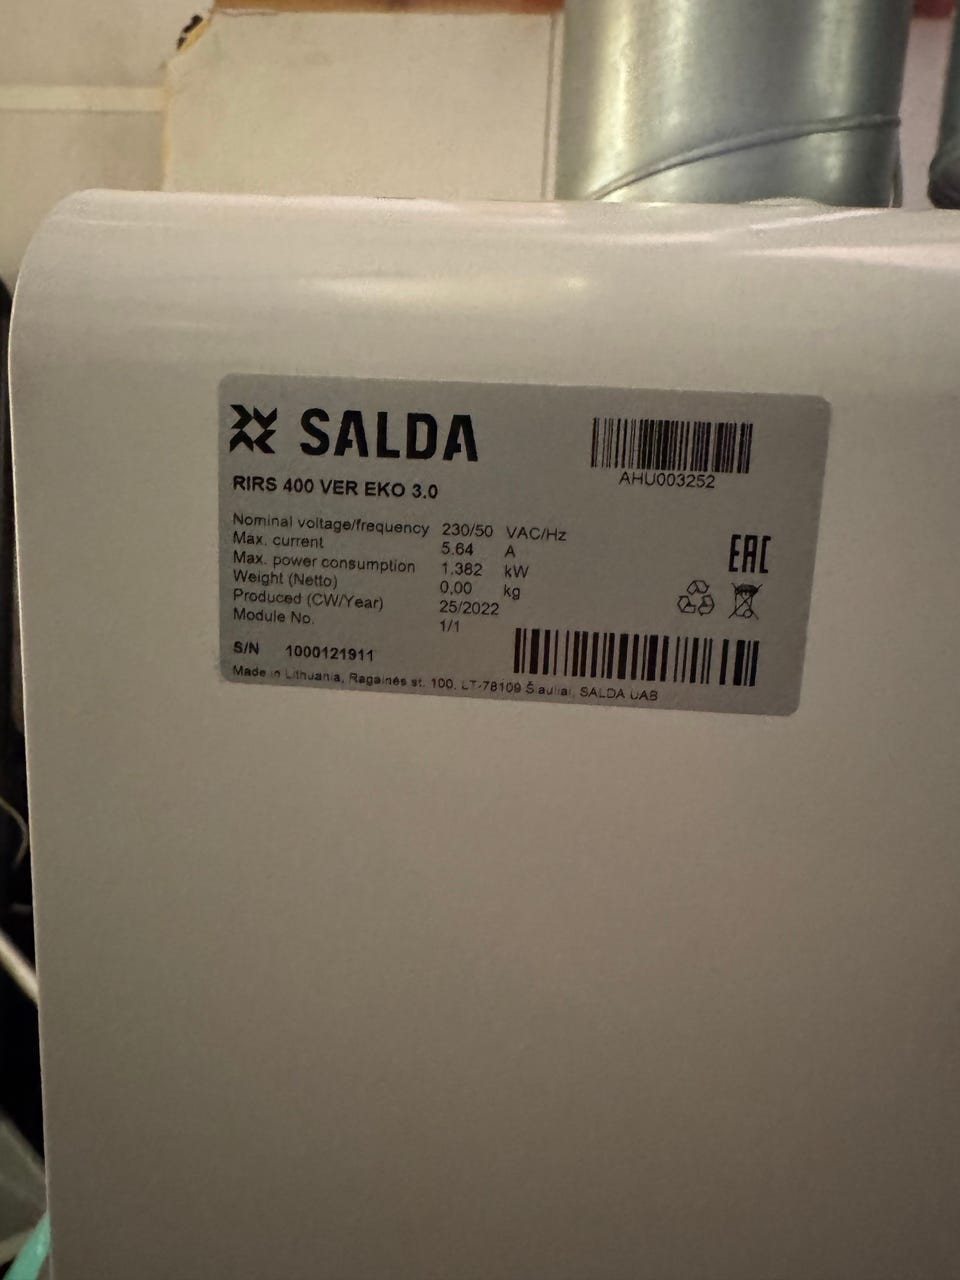 SALDA
AHU003252
RIRS 400 VER EKO 3.0
Nominal voltage/frequency 230/50 VAC/Hz
Max. current 5.64 A
Max. power consumption 1,382 kW
Weight (Netto) 0,00 kg
Produced (CW/Year) 25/2022
Module No. 1/1
EAC
S/N 1000121911
Made in Lithuania, Ragainės st. 100, LT-78109 Šiauliai, SALDA UAB